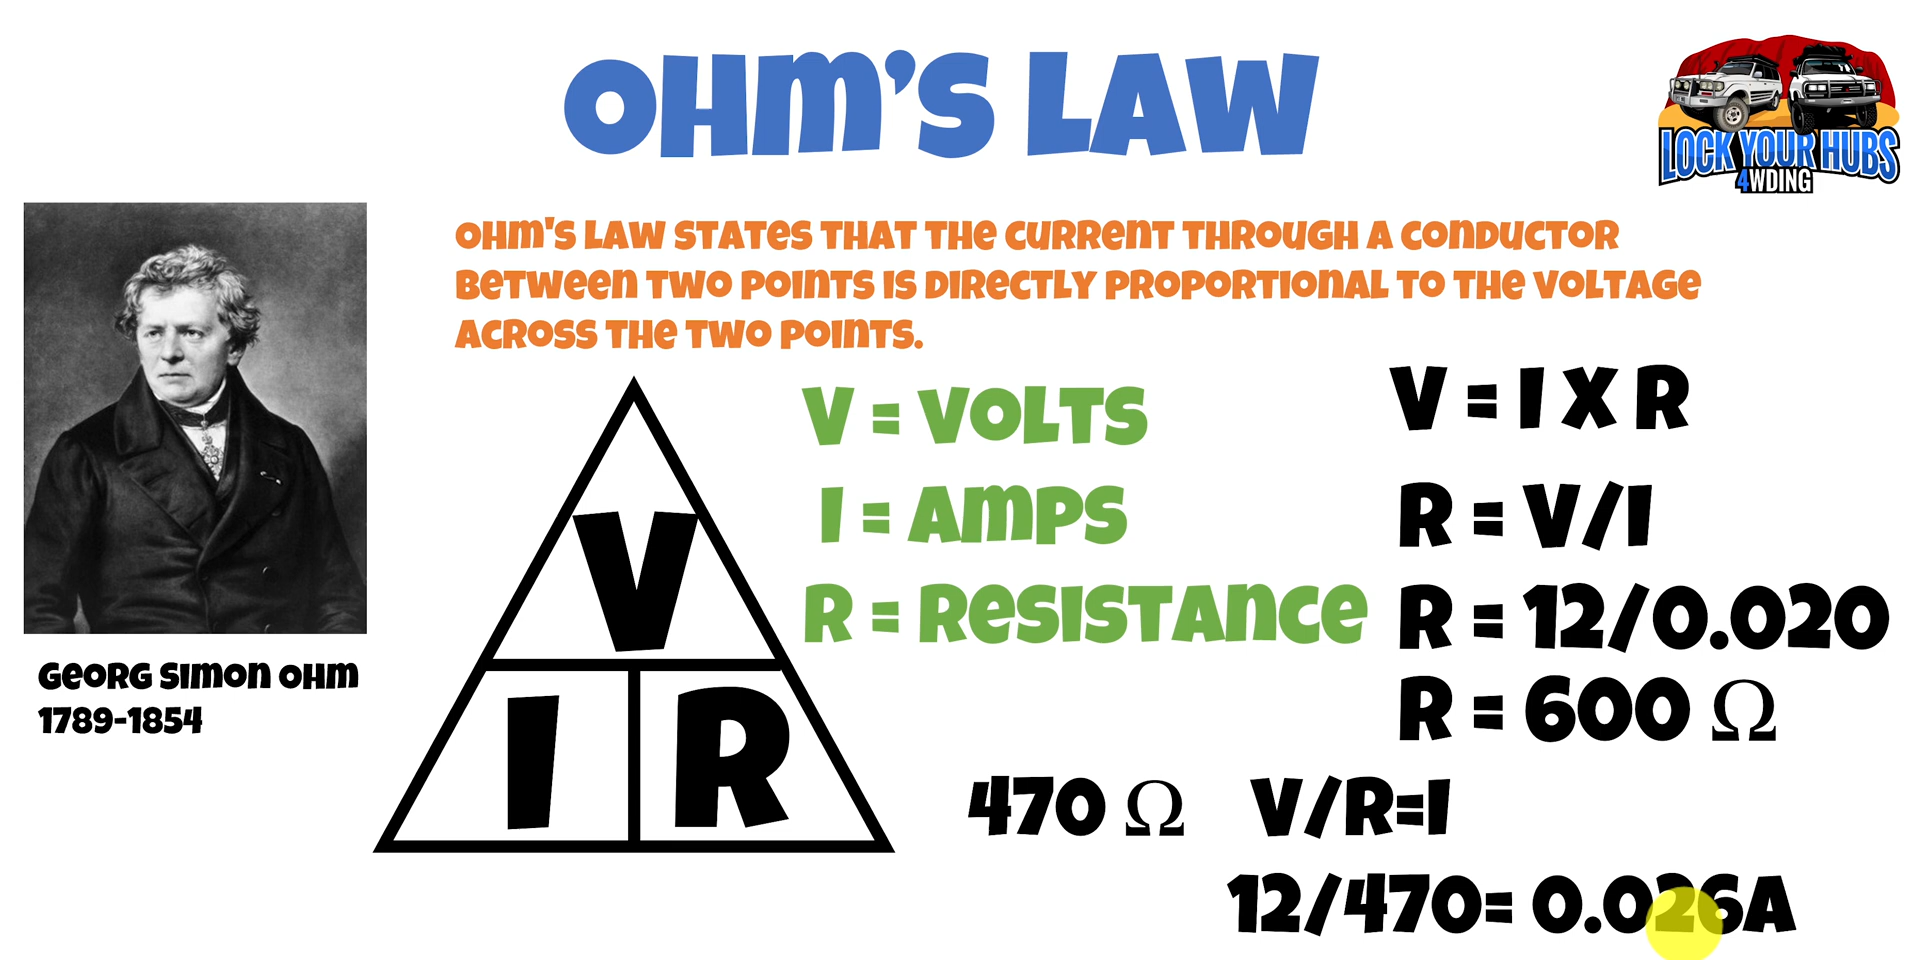 OHM'S LAW
LOCK YOUR HUBS
4WDING
OHM'S LAW STATES THAT THE CURRENT THROUGH A CONDUCTOR
BETWEEN TWO POINTS IS DIRECTLY PROPORTIONAL TO THE VOLTAGE
ACROSS THE TWO POINTS.
GEORG SIMON OHM
1789-1854
V
I R
V = VOLTS
I = AMPS
R = RESISTANCE
V = I X R
R = V/I
R = 12/0.020
R = 600 Ω
470 Ω V/R=I
12/470= 0.026A